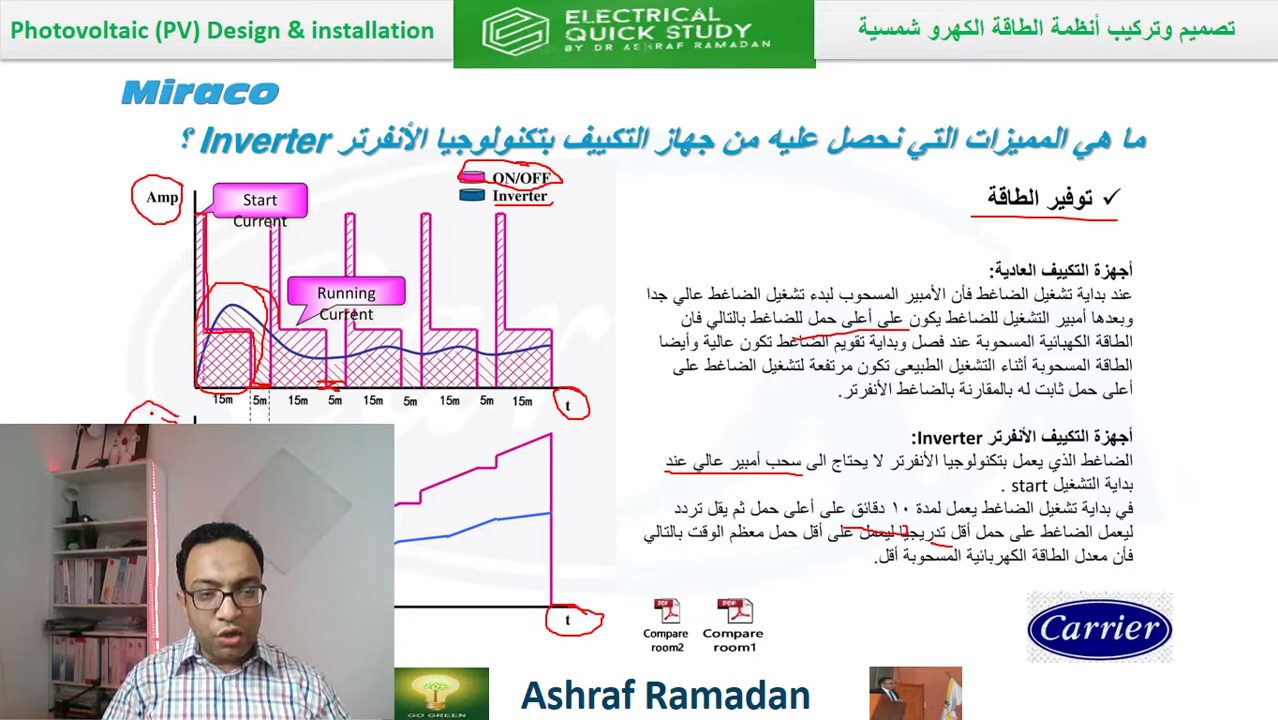 Photovoltaic (PV) Design & installation
ELECTRICAL
QUICK STUDY
BY DR ASHRAF RAMADAN
تصميم وتركيب أنظمة الطاقة الكهرو شمسية
Miraco
ما هي المميزات التي نحصل عليه من جهاز التكييف بتكنولوجيا الأنفرتر Inverter ؟
ON/OFF
Inverter
Amp
Start
Current
Running
Current
15m 5m 15m 5m 15m 5m 15m 5m 15m
t
t
✓ توفير الطاقة
أجهزة التكييف العادية:
عند بداية تشغيل الضاغط فأن الأمبير المسحوب لبدء تشغيل الضاغط عالي جدا
وبعدها أمبير التشغيل للضاغط يكون على أعلى حمل للضاغط بالتالي فان
الطاقة الكهبائية المسحوبة عند فصل وبداية تقويم الضاغط تكون عالية وأيضا
الطاقة المسحوبة أثناء التشغيل الطبيعى تكون مرتفعة لتشغيل الضاغط على
أعلى حمل ثابت له بالمقارنة بالضاغط الأنفرتر.
أجهزة التكييف الأنفرتر Inverter:
الضاغط الذي يعمل بتكنولوجيا الأنفرتر لا يحتاج الى سحب أمبير عالي عند
بداية التشغيل start .
في بداية تشغيل الضاغط يعمل لمدة ١٠ دقائق على أعلى حمل ثم يقل تردد
ليعمل الضاغط على حمل أقل تدريجيا ليعمل على أقل حمل معظم الوقت بالتالي
فأن معدل الطاقة الكهربائية المسحوبة أقل.
PDF
Compare
room2
PDF
Compare
room1
Carrier
GO GREEN
Ashraf Ramadan